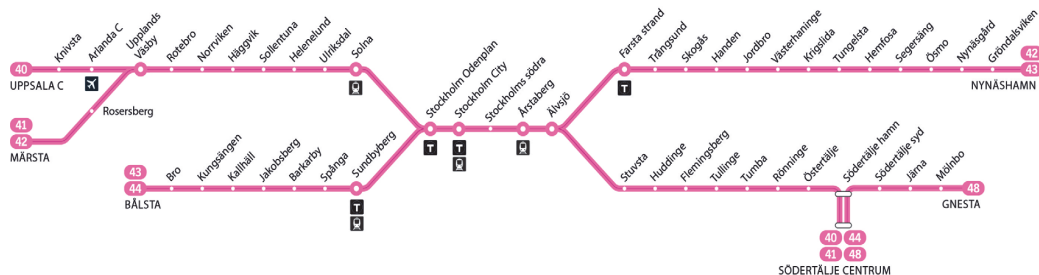 40
UPPSALA C
Knivsta
Arlanda C
Upplands
Väsby
Rotebro
Norrviken
Häggvik
Sollentuna
Helenelund
Ulriksdal
Solna
Rosersberg
41
42
MÄRSTA
43
44
BÅLSTA
Bro
Kungsängen
Kallhäll
Jakobsberg
Barkarby
Spånga
Sundbyberg
T
Stockholm Odenplan
T
Stockholm City
T
Stockholms södra
Årstaberg
Älvsjö
Farsta strand
T
Trångsund
Skogås
Handen
Jordbro
Västerhaninge
Krigslida
Tungelsta
Hemfosa
Segersäng
Ösmo
Nynäsgård
Gröndalsviken
42
43
NYNÄSHAMN
Stuvsta
Huddinge
Flemingsberg
Tullinge
Tumba
Rönninge
Östertälje
Södertälje hamn
Södertälje syd
Järna
Mölnbo
48
GNESTA
40 44
41 48
SÖDERTÄLJE CENTRUM